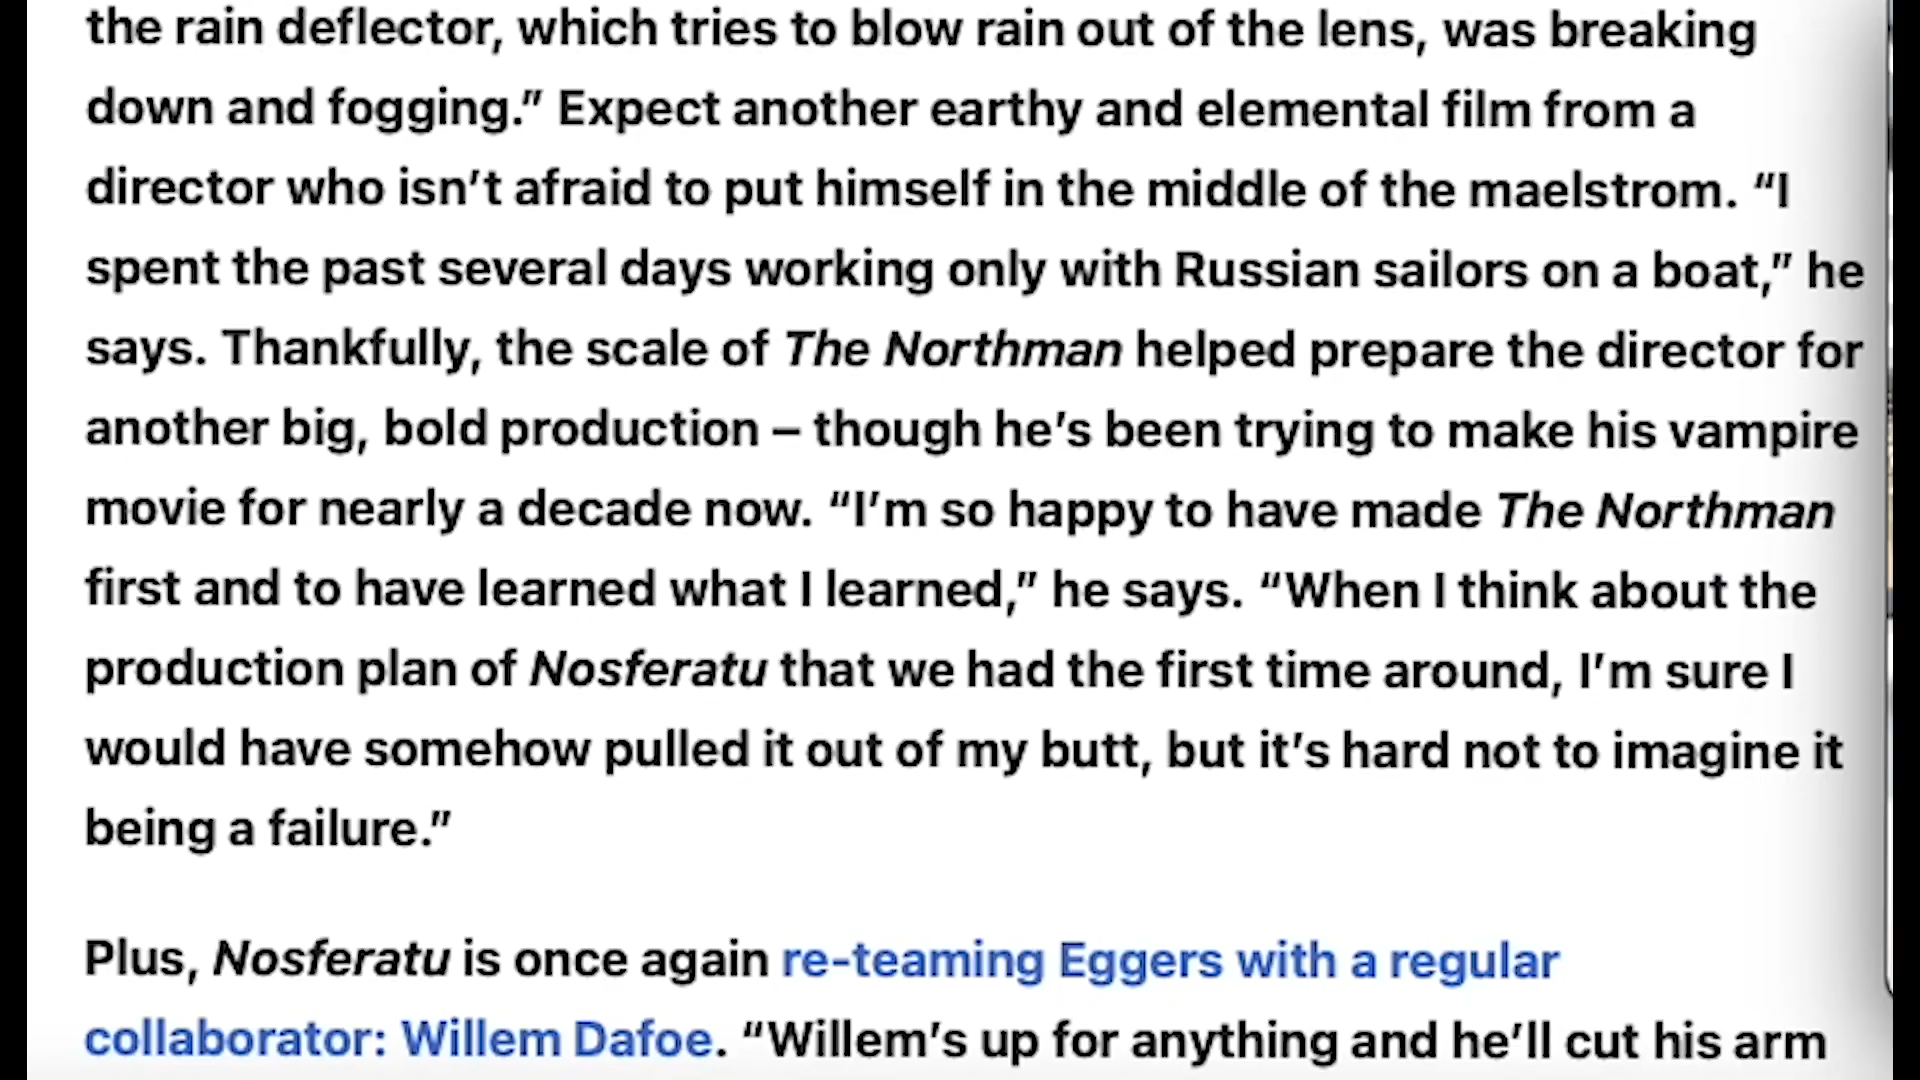 the rain deflector, which tries to blow rain out of the lens, was breaking
down and fogging.” Expect another earthy and elemental film from a
director who isn’t afraid to put himself in the middle of the maelstrom. “I
spent the past several days working only with Russian sailors on a boat,” he
says. Thankfully, the scale of The Northman helped prepare the director for
another big, bold production – though he’s been trying to make his vampire
movie for nearly a decade now. “I’m so happy to have made The Northman
first and to have learned what I learned,” he says. “When I think about the
production plan of Nosferatu that we had the first time around, I’m sure I
would have somehow pulled it out of my butt, but it’s hard not to imagine it
being a failure.”
Plus, Nosferatu is once again re-teaming Eggers with a regular
collaborator: Willem Dafoe. “Willem’s up for anything and he’ll cut his arm